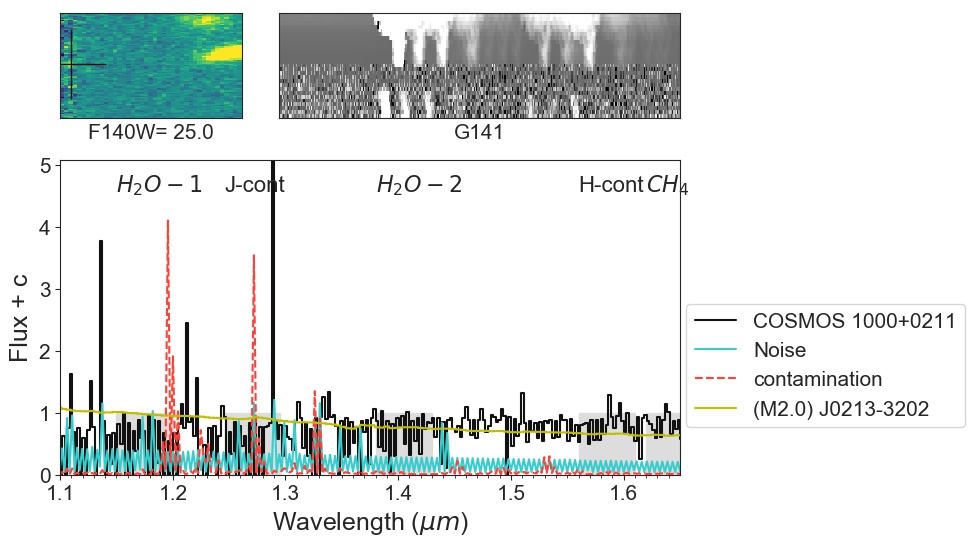 F140W= 25.0
G141
5
4
3
2
1
0
Flux + c
H₂O − 1
J-cont
H₂O − 2
H-cont
CH₄
1.1
1.2
1.3
1.4
1.5
1.6
Wavelength (μm)
COSMOS 1000+0211
Noise
contamination
(M2.0) J0213-3202